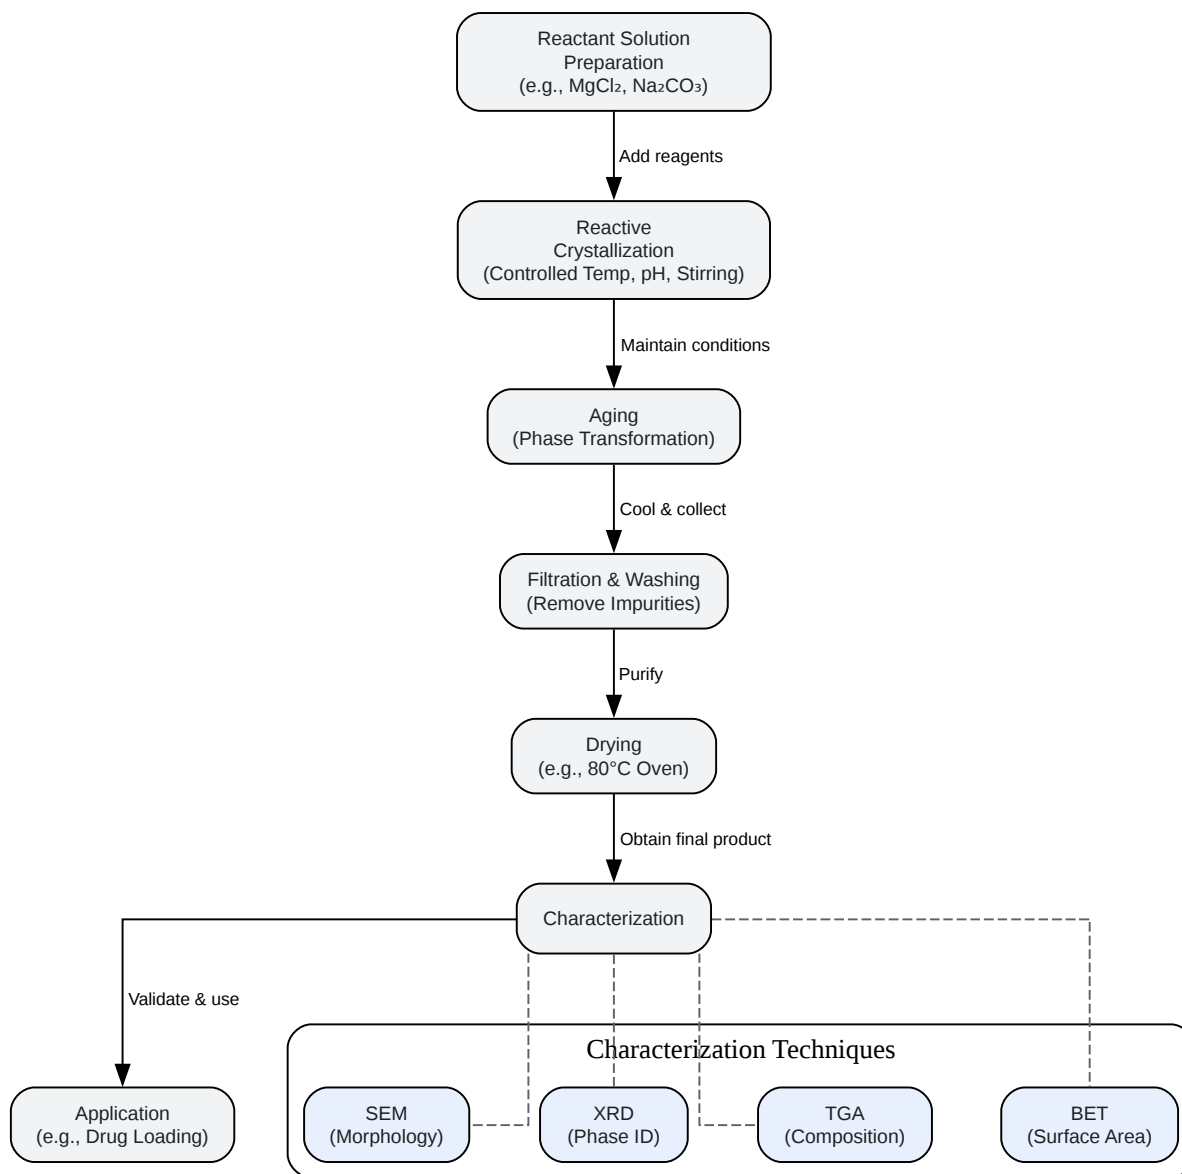 Reactant Solution
Preparation
(e.g., MgCl₂, Na₂CO₃)
Add reagents
Reactive
Crystallization
(Controlled Temp, pH, Stirring)
Maintain conditions
Aging
(Phase Transformation)
Cool & collect
Filtration & Washing
(Remove Impurities)
Purify
Drying
(e.g., 80°C Oven)
Obtain final product
Characterization
Validate & use
Characterization Techniques
Application
(e.g., Drug Loading)
SEM
(Morphology)
XRD
(Phase ID)
TGA
(Composition)
BET
(Surface Area)